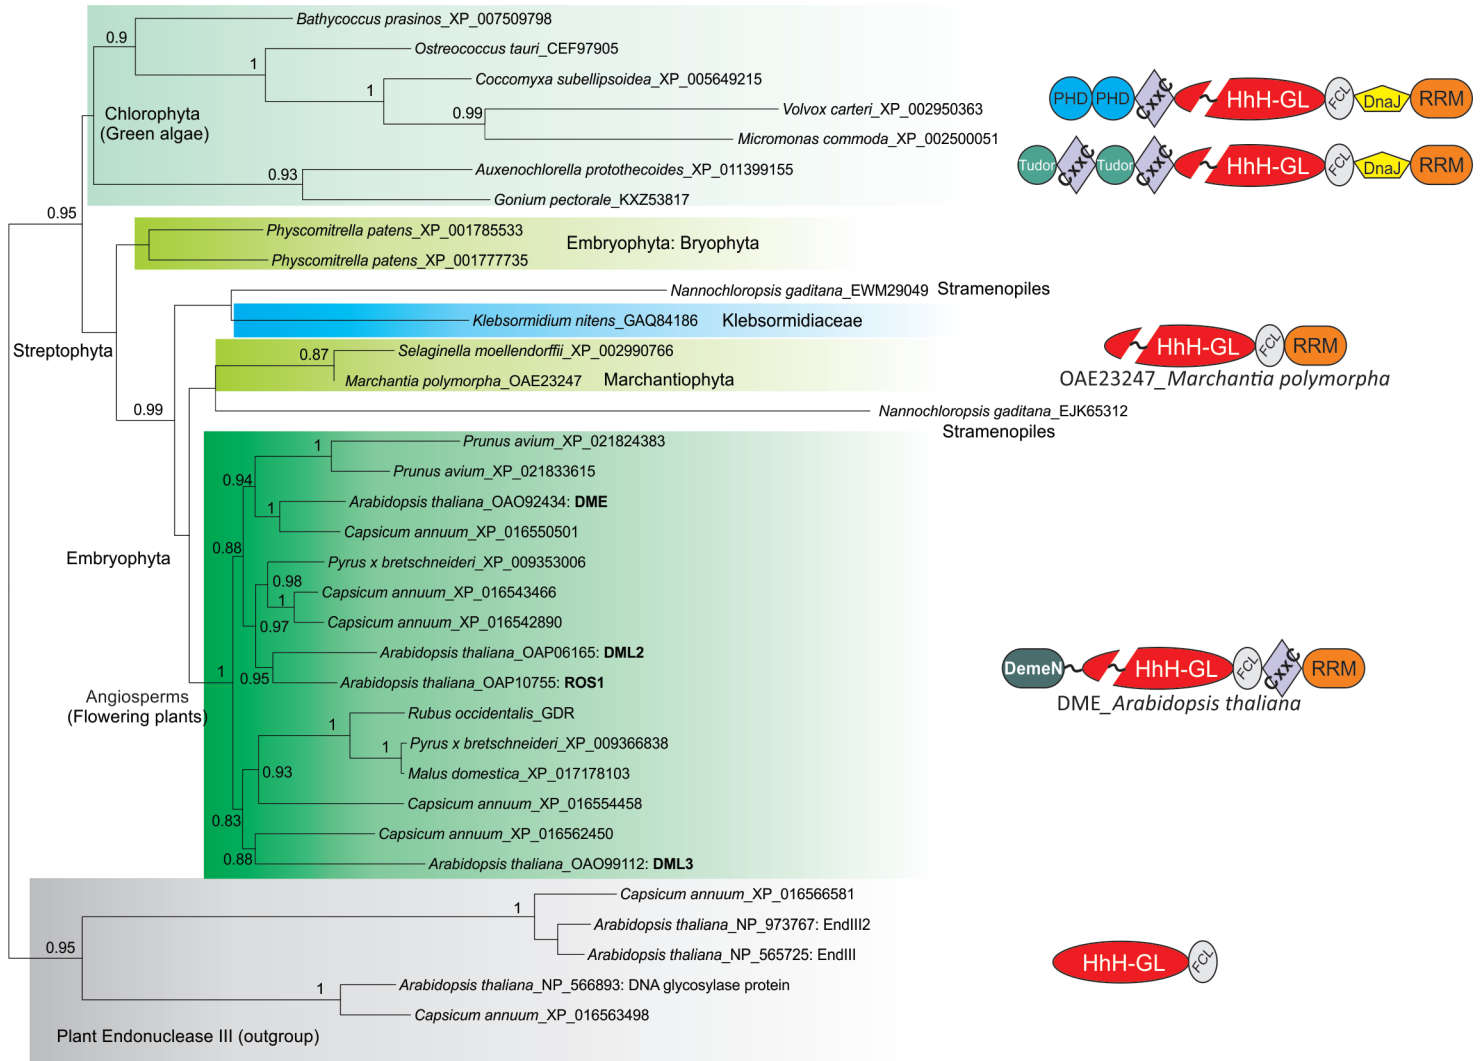 Bathycoccus prasinos_XP_007509798
0.9
Ostreococcus tauri_CEF97905
1
Coccomyxa subellipsoidea_XP_005649215
1
Volvox carteri_XP_002950363
0.99
Micromonas commoda_XP_002500051
Chlorophyta
(Green algae)
Auxenochlorella protothecoides_XP_011399155
0.93
Gonium pectorale_KXZ53817
PHD PHD CxxC HhH-GL FCL DnaJ RRM
Tudor CxxC Tudor CxxC HhH-GL FCL DnaJ RRM
0.95
Physcomitrella patens_XP_001785533
Embryophyta: Bryophyta
Physcomitrella patens_XP_001777735
Nannochloropsis gaditana_EWM29049 Stramenopiles
Klebsormidium nitens_GAQ84186 Klebsormidiaceae
Streptophyta
0.87
Selaginella moellendorffii_XP_002990766
Marchantia polymorpha_OAE23247 Marchantiophyta
HhH-GL FCL RRM
OAE23247_Marchantia polymorpha
0.99
Nannochloropsis gaditana_EJK65312
Stramenopiles
1
Prunus avium_XP_021824383
Prunus avium_XP_021833615
0.94
Arabidopsis thaliana_OAO92434: DME
1
Capsicum annuum_XP_016550501
0.88
Embryophyta
Pyrus x bretschneideri_XP_009353006
0.98
Capsicum annuum_XP_016543466
1
Capsicum annuum_XP_016542890
0.97
Arabidopsis thaliana_OAP06165: DML2
1
0.95
Arabidopsis thaliana_OAP10755: ROS1
DemeN HhH-GL FCL CxxC RRM
DME_Arabidopsis thaliana
Angiosperms
(Flowering plants)
Rubus occidentalis_GDR
1
Pyrus x bretschneideri_XP_009366838
1
Malus domestica_XP_017178103
0.93
Capsicum annuum_XP_016554458
0.83
Capsicum annuum_XP_016562450
0.88
Arabidopsis thaliana_OAO99112: DML3
Capsicum annuum_XP_016566581
1
Arabidopsis thaliana_NP_973767: EndIII2
0.95
Arabidopsis thaliana_NP_565725: EndIII
HhH-GL FCL
1
Arabidopsis thaliana_NP_566893: DNA glycosylase protein
Capsicum annuum_XP_016563498
Plant Endonuclease III (outgroup)